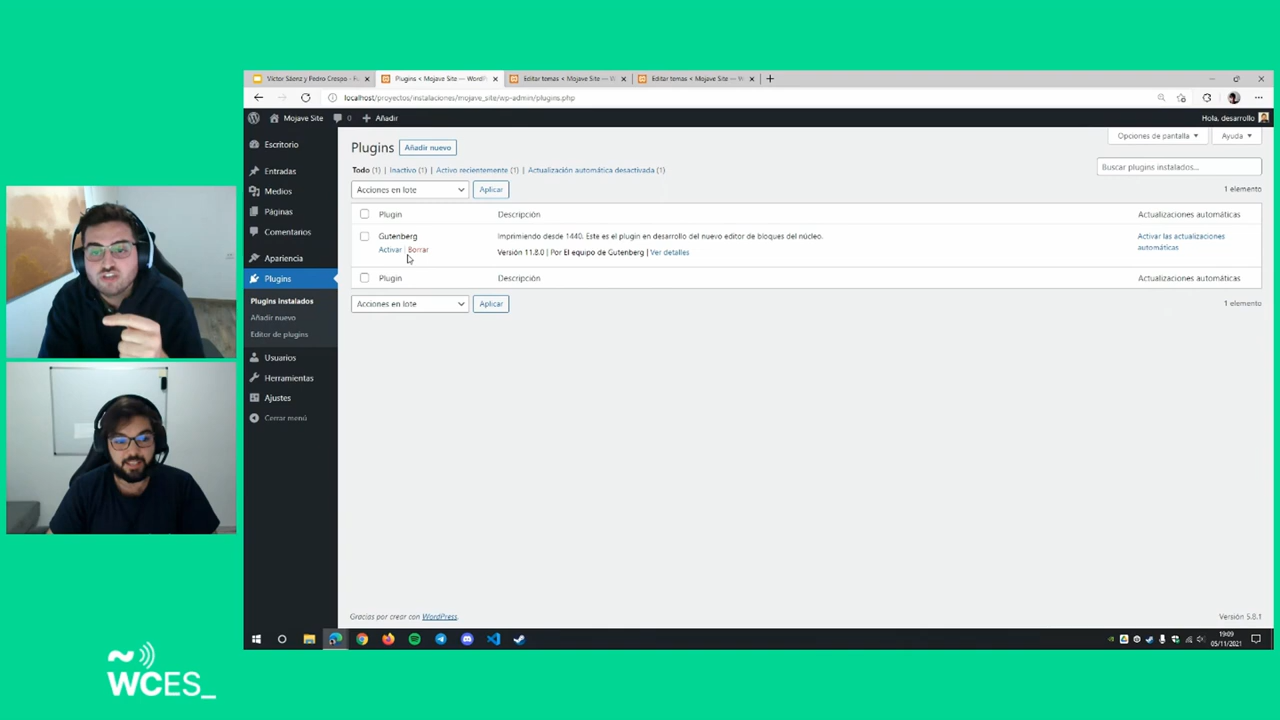 Víctor Sáenz y Pedro Crespo - F
Plugins < Mojave Site — WordPr
Editar temas < Mojave Site — W
Editar temas < Mojave Site — W
localhost/proyectos/instalaciones/mojave_site/wp-admin/plugins.php
Mojave Site 0 + Añadir
Hola, desarrollo
Escritorio
Entradas
Medios
Páginas
Comentarios
Apariencia
Plugins
Plugins instalados
Añadir nuevo
Editor de plugins
Usuarios
Herramientas
Ajustes
Cerrar menú
Opciones de pantalla
Ayuda
Plugins Añadir nuevo
Todo (1) | Inactivo (1) | Activo recientemente (1) | Actualización automática desactivada (1)
Buscar plugins instalados...
Acciones en lote Aplicar
1 elemento
Plugin Descripción Actualizaciones automáticas
Gutenberg
Activar | Borrar
Imprimiendo desde 1440. Este es el plugin en desarrollo del nuevo editor de bloques del núcleo.
Versión 11.8.0 | Por El equipo de Gutenberg | Ver detalles
Activar las actualizaciones
automáticas
Plugin Descripción Actualizaciones automáticas
Acciones en lote Aplicar
1 elemento
Gracias por crear con WordPress.
Versión 5.8.1
19:09
05/11/2021
WCES_